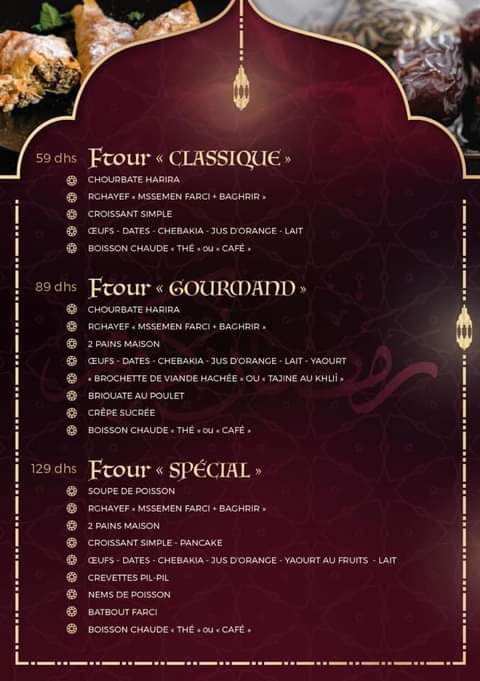 59 dhs Ftour « CLASSIQUE »
CHOURBATE HARIRA
RGHAYEF « MSSEMEN FARCI + BAGHRIR »
CROISSANT SIMPLE
ŒUFS - DATES - CHEBAKIA - JUS D'ORANGE - LAIT
BOISSON CHAUDE « THÉ » ou « CAFÉ »
89 dhs Ftour « GOURMAND »
CHOURBATE HARIRA
RGHAYEF « MSSEMEN FARCI + BAGHRIR »
2 PAINS MAISON
ŒUFS - DATES - CHEBAKIA - JUS D'ORANGE - LAIT - YAOURT
« BROCHETTE DE VIANDE HACHÉE » OU « TAJINE AU KHLIÎ »
BRIOUATE AU POULET
CRÊPE SUCRÉE
BOISSON CHAUDE « THÉ » ou « CAFÉ »
129 dhs Ftour « SPÉCIAL »
SOUPE DE POISSON
RGHAYEF « MSSEMEN FARCI + BAGHRIR »
2 PAINS MAISON
CROISSANT SIMPLE - PANCAKE
ŒUFS - DATES - CHEBAKIA - JUS D'ORANGE - YAOURT AU FRUITS - LAIT
CREVETTES PIL-PIL
NEMS DE POISSON
BATBOUT FARCI
BOISSON CHAUDE « THÉ » ou « CAFÉ »